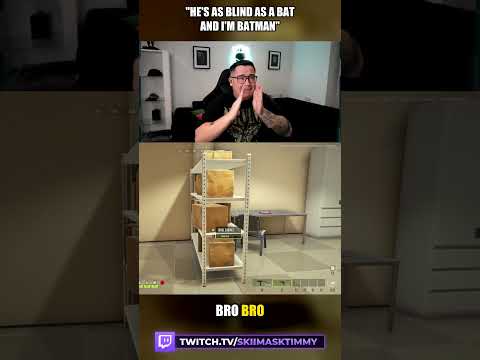 "HE'S AS BLIND AS A BAT
AND I'M BATMAN"
BRO BRO
TWITCH.TV/SKIIMASKTIMMY